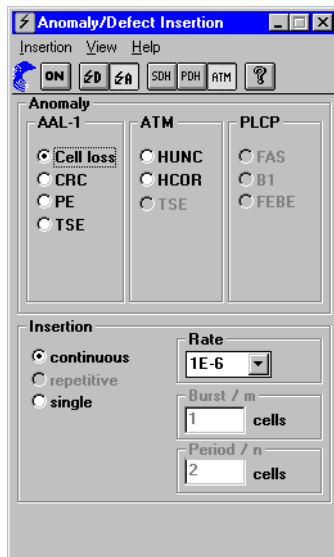 Anomaly/Defect Insertion
Insertion View Help
ON D A SDH PDH ATM ?
Anomaly
AAL-1 ATM PLCP
Cell loss HUNC FAS
CRC HCOR B1
PE TSE FEBE
TSE
Insertion
continuous
repetitive
single
Rate
1E-6
Burst / m
1 cells
Period / n
2 cells